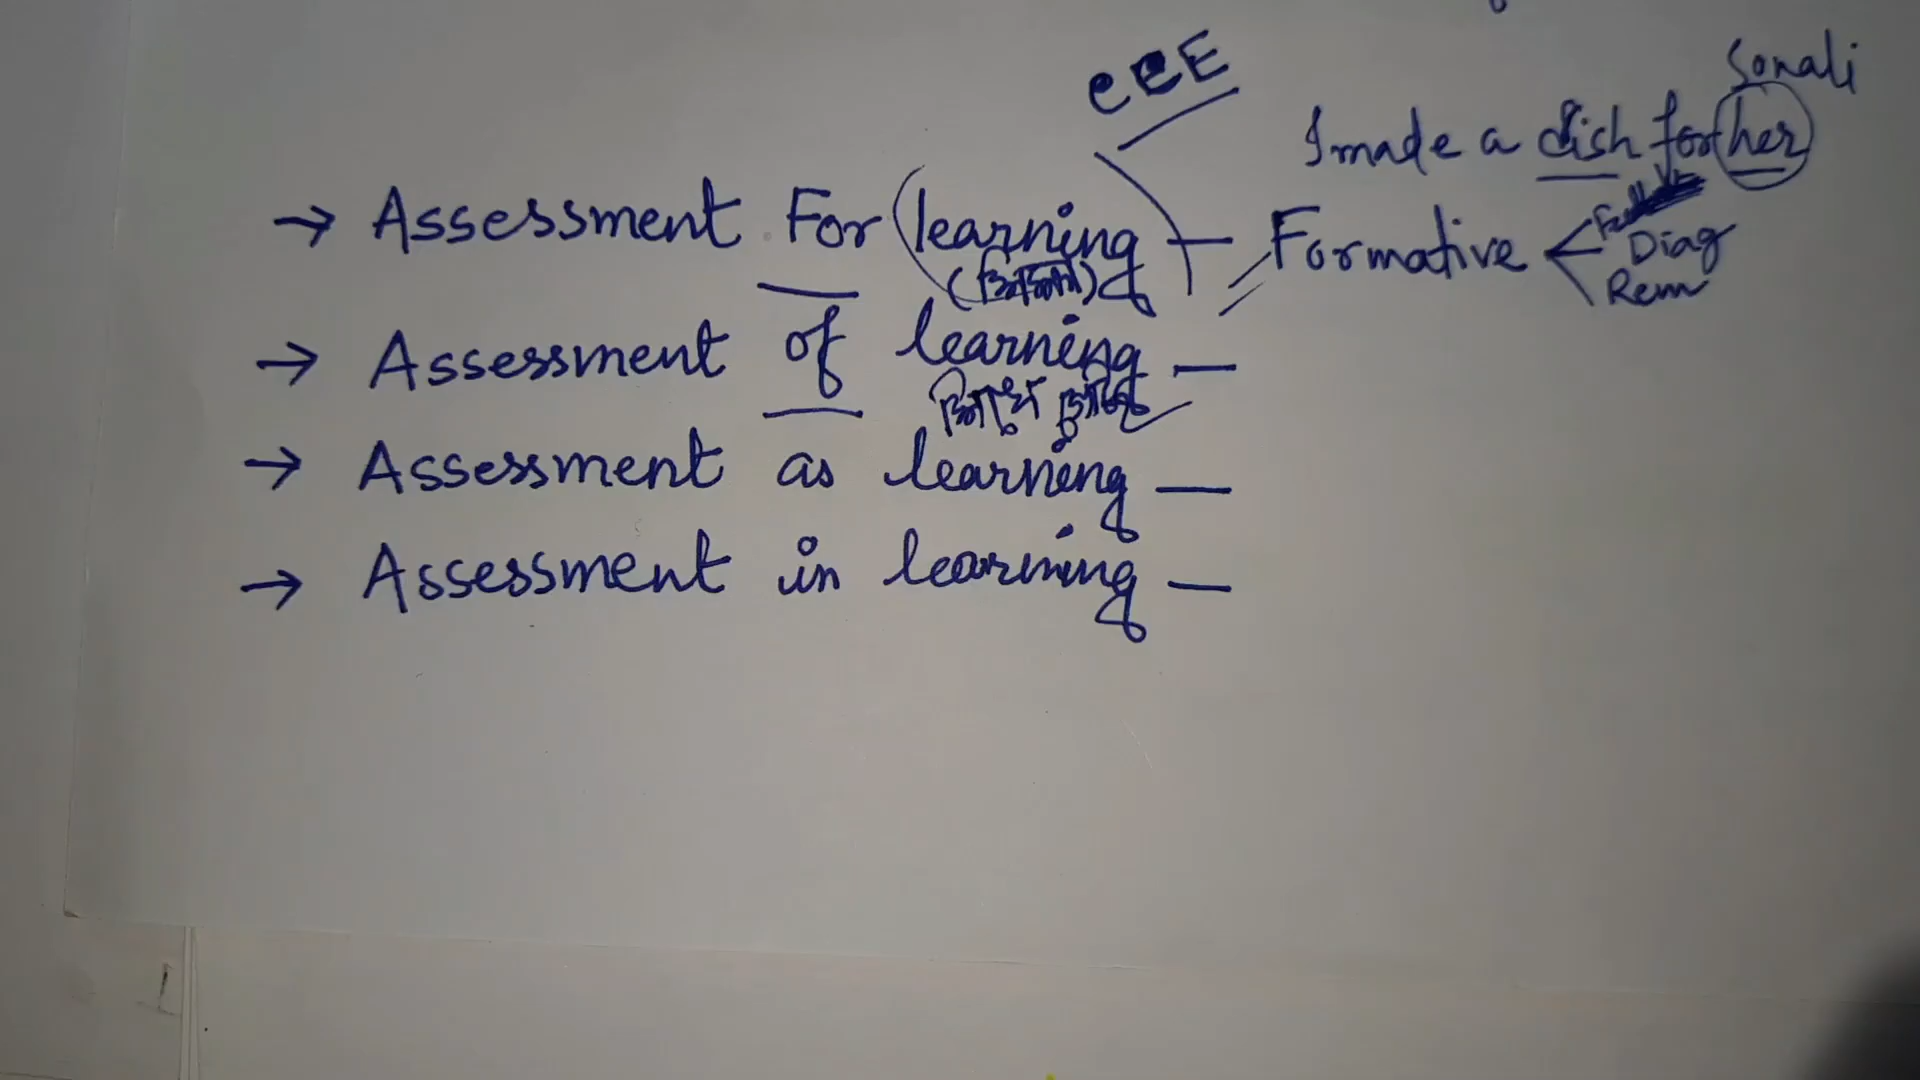 CCE
Sonali
I made a dish for her
→ Assessment For learning — Formative
Diag
Rem
→ Assessment of learning —
→ Assessment as learning —
→ Assessment in learning —